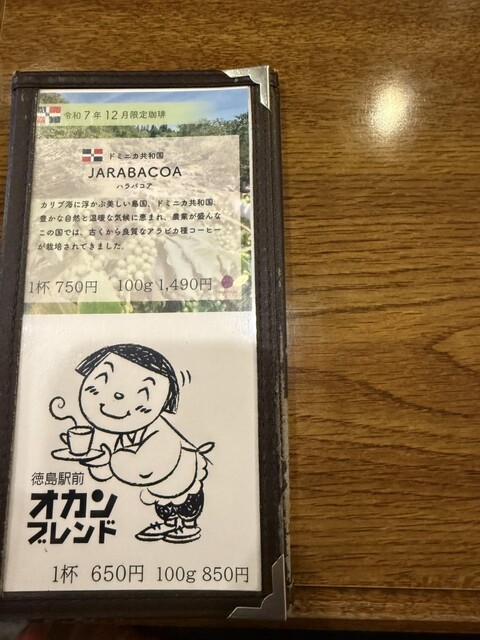 令和7年12月限定珈琲
ドミニカ共和国
JARABACOA
ハラバコア
カリブ海に浮かぶ美しい島国、ドミニカ共和国。
豊かな自然と温暖な気候に恵まれ、農業が盛んな
この国では、古くから良質なアラビカ種コーヒー
が栽培されてきました。
1杯 750円 100g 1,490円
徳島駅前
オカン
ブレンド
1杯 650円 100g 850円